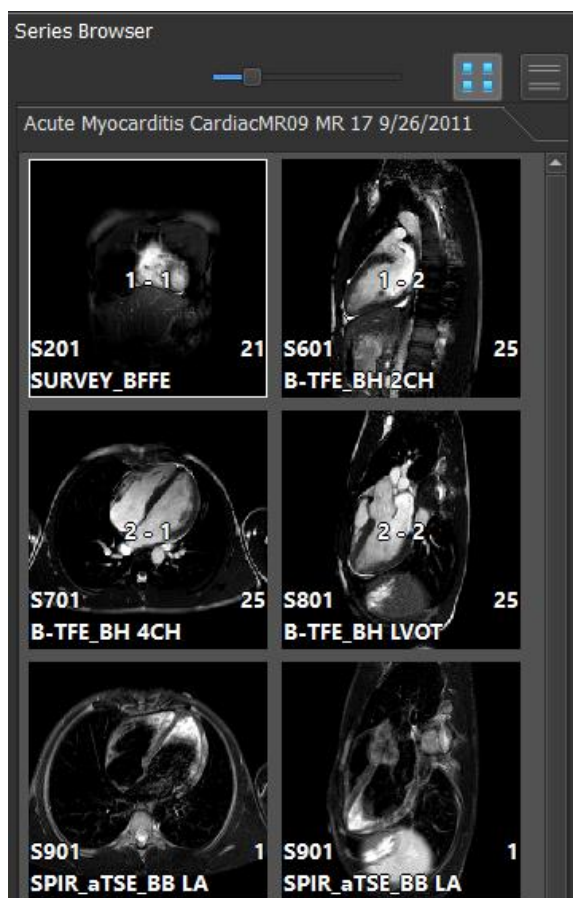 Series Browser
Acute Myocarditis CardiacMR09 MR 17 9/26/2011
1 - 1
S201 21
SURVEY_BFFE
1 - 2
S601 25
B-TFE_BH 2CH
2 - 1
S701 25
B-TFE_BH 4CH
2 - 2
S801 25
B-TFE_BH LVOT
S901 1
SPIR_aTSE_BB LA
S901 1
SPIR_aTSE_BB LA